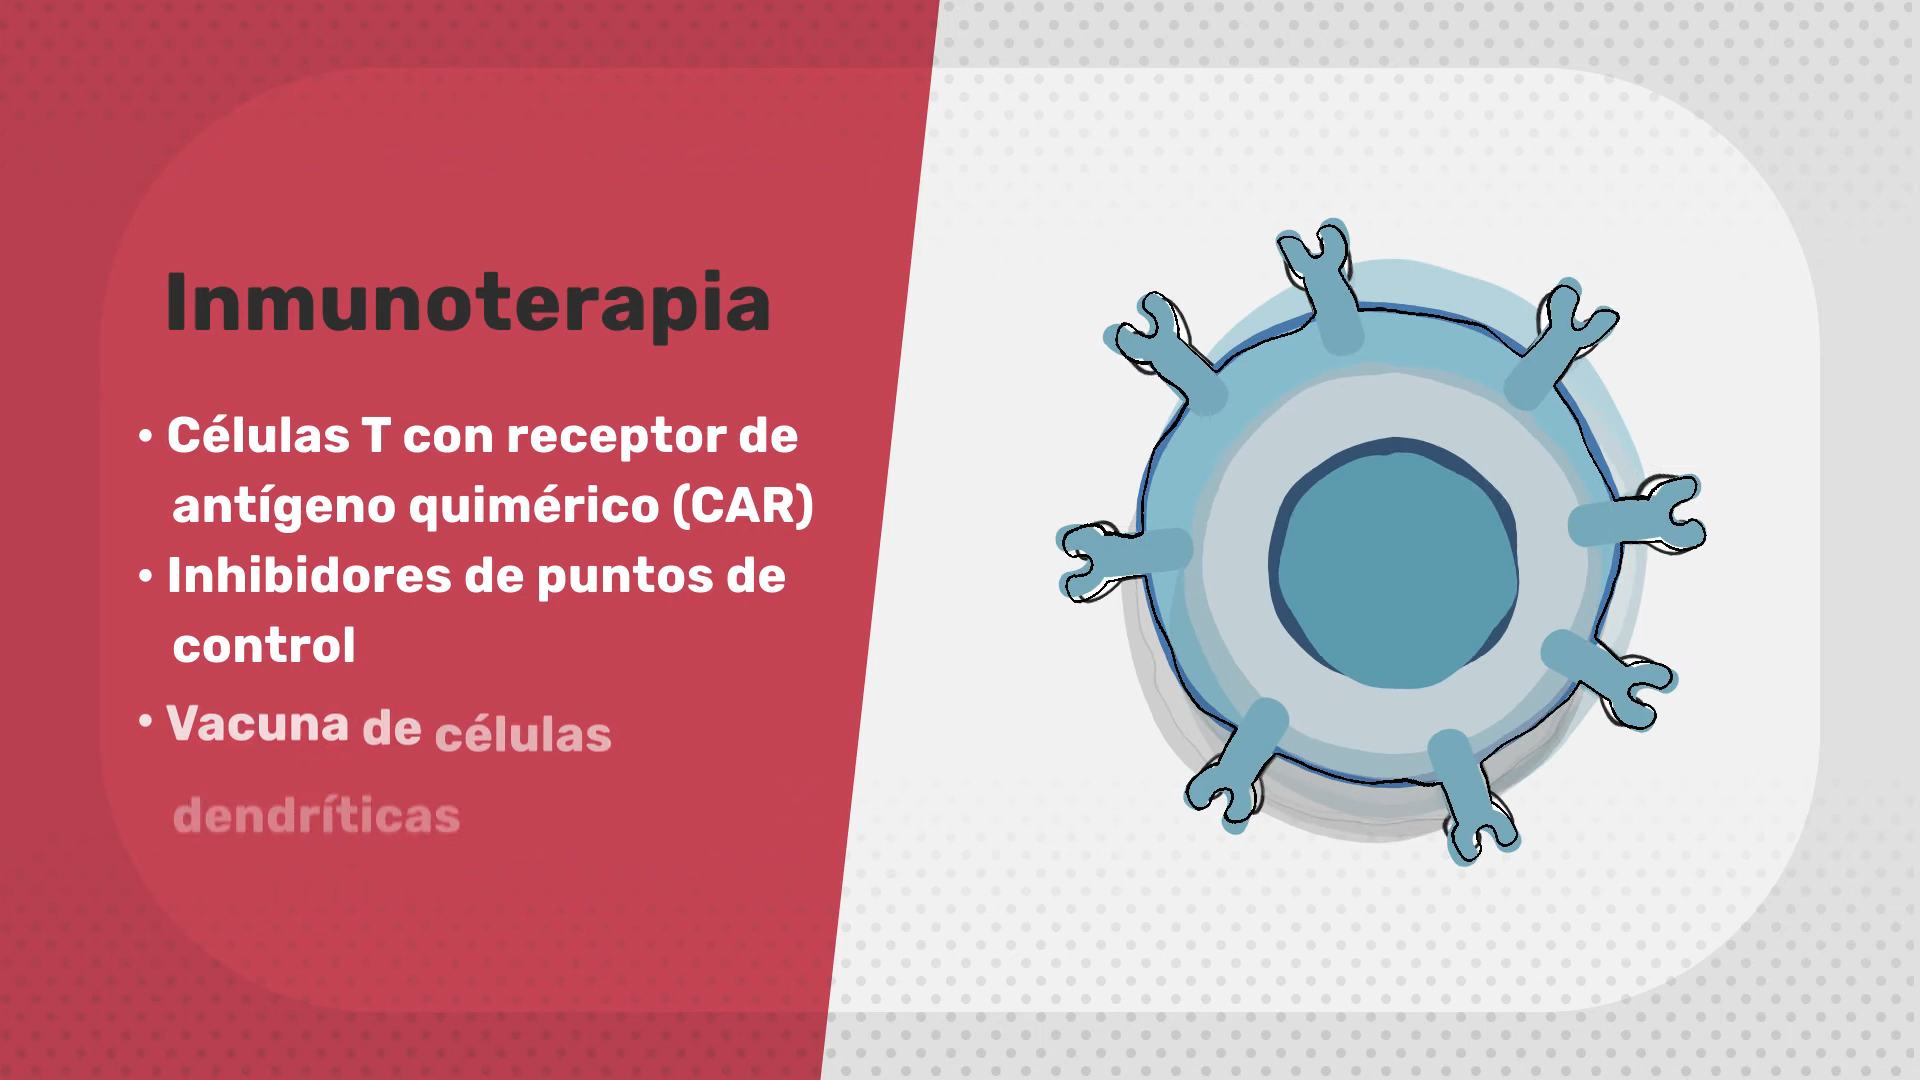 Inmunoterapia
• Células T con receptor de
antígeno quimérico (CAR)
• Inhibidores de puntos de
control
• Vacuna de células
dendríticas